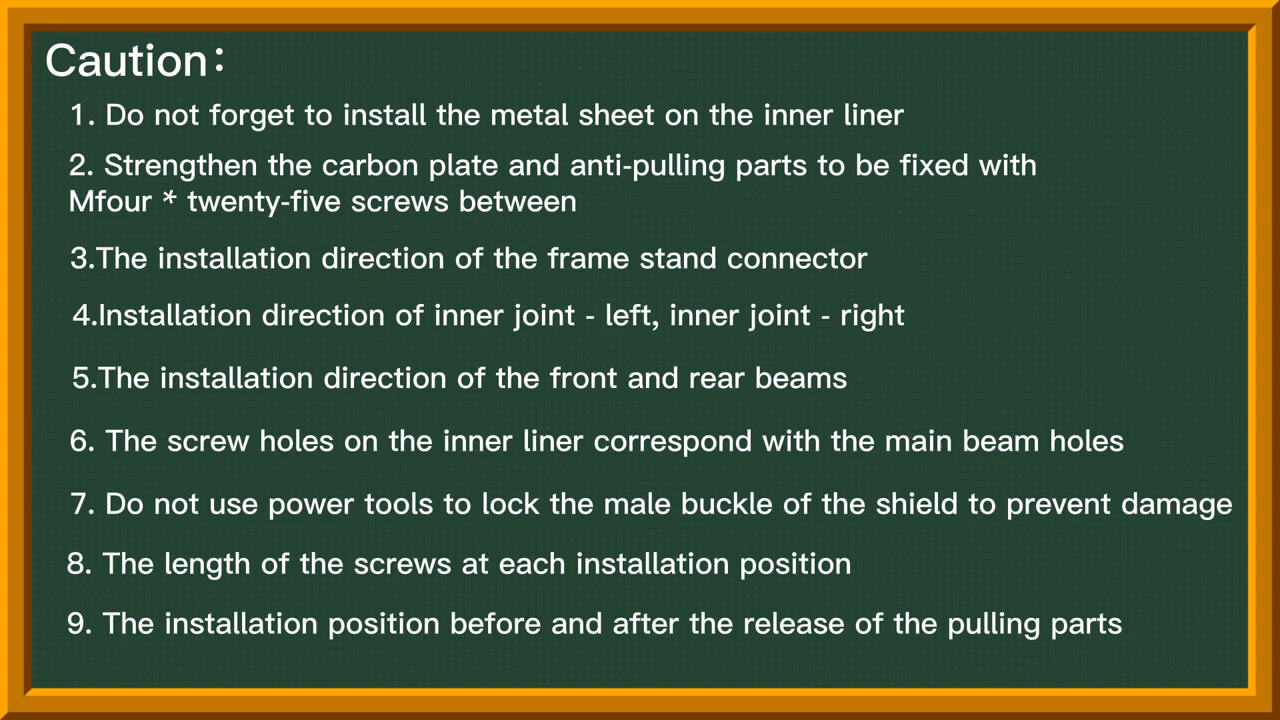 Caution：
1. Do not forget to install the metal sheet on the inner liner
2. Strengthen the carbon plate and anti-pulling parts to be fixed with
Mfour * twenty-five screws between
3.The installation direction of the frame stand connector
4.Installation direction of inner joint - left, inner joint - right
5.The installation direction of the front and rear beams
6. The screw holes on the inner liner correspond with the main beam holes
7. Do not use power tools to lock the male buckle of the shield to prevent damage
8. The length of the screws at each installation position
9. The installation position before and after the release of the pulling parts